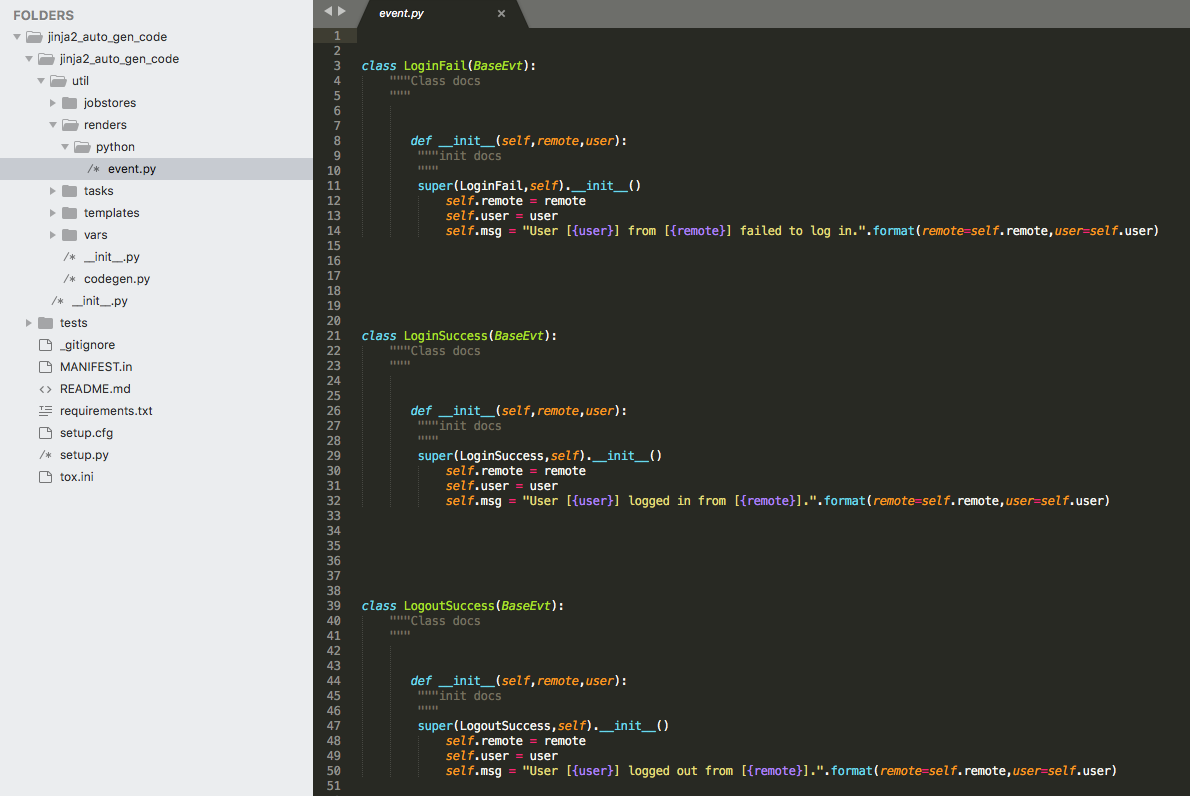 FOLDERS
jinja2_auto_gen_code
jinja2_auto_gen_code
util
jobstores
renders
python
/* event.py
tasks
templates
vars
/* __init__.py
/* codegen.py
/* __init__.py
tests
_gitignore
MANIFEST.in
<> README.md
requirements.txt
setup.cfg
/* setup.py
tox.ini
event.py ×
1
2
3 class LoginFail(BaseEvt):
4     """Class docs
5     """
6
7
8        def __init__(self,remote,user):
9         """init docs
10         """
11         super(LoginFail,self).__init__()
12             self.remote = remote
13             self.user = user
14             self.msg = "User [{user}] from [{remote}] failed to log in.".format(remote=self.remote,user=self.user)
15
16
17
18
19
20
21 class LoginSuccess(BaseEvt):
22     """Class docs
23     """
24
25
26        def __init__(self,remote,user):
27         """init docs
28         """
29         super(LoginSuccess,self).__init__()
30             self.remote = remote
31             self.user = user
32             self.msg = "User [{user}] logged in from [{remote}].".format(remote=self.remote,user=self.user)
33
34
35
36
37
38
39 class LogoutSuccess(BaseEvt):
40     """Class docs
41     """
42
43
44        def __init__(self,remote,user):
45         """init docs
46         """
47         super(LogoutSuccess,self).__init__()
48             self.remote = remote
49             self.user = user
50             self.msg = "User [{user}] logged out from [{remote}].".format(remote=self.remote,user=self.user)
51